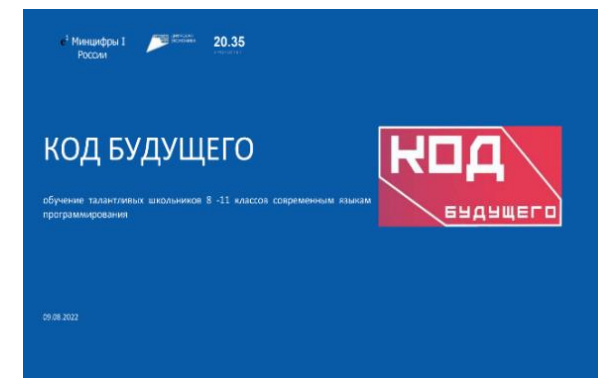 Минцифры I
России
20.35
КОД БУДУЩЕГО
КОД
БУДУЩЕГО
обучение талантливых школьников 8 -11 классов современным языкам
программирования
09.08.2022